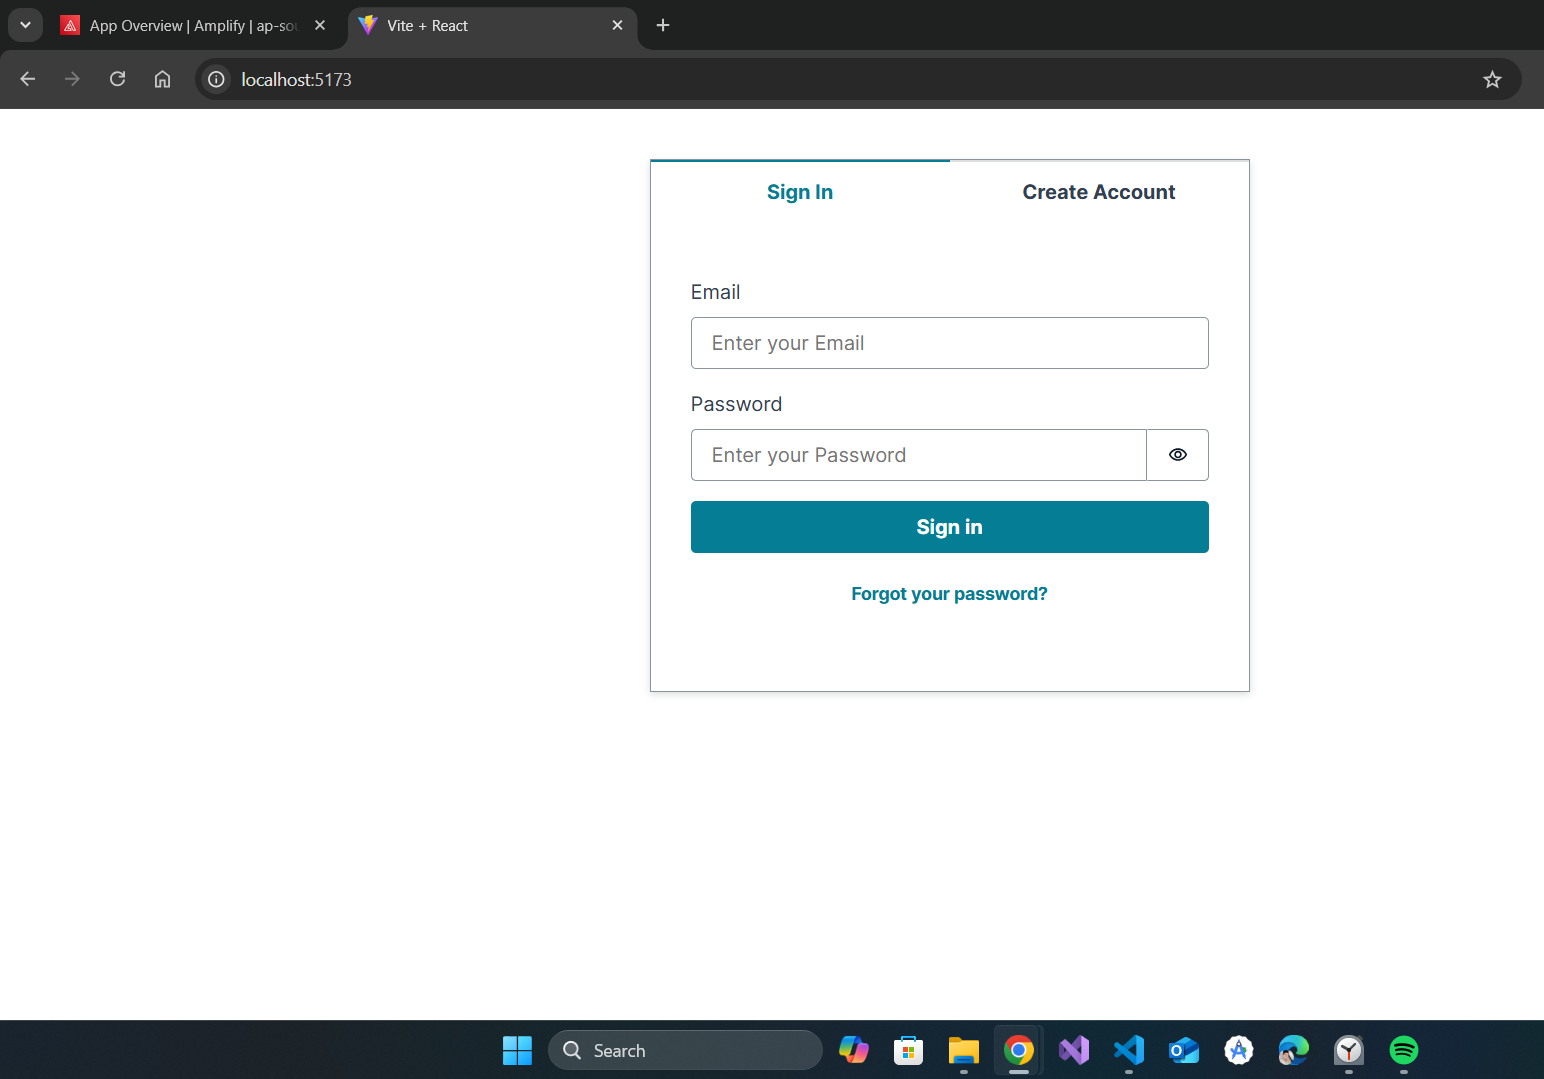 App Overview | Amplify | ap-sou
Vite + React
localhost:5173
Sign In
Create Account
Email
Enter your Email
Password
Enter your Password
Sign in
Forgot your password?
Search